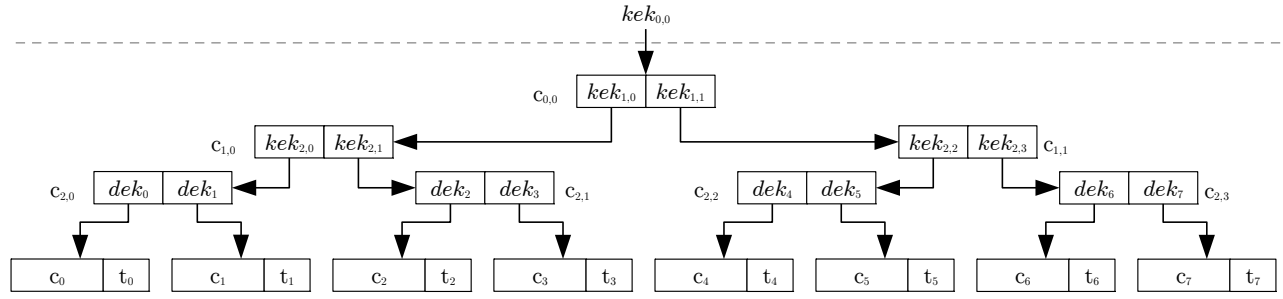 kek0,0
c0,0 kek1,0 kek1,1
c1,0 kek2,0 kek2,1 kek2,2 kek2,3 c1,1
c2,0 dek0 dek1 dek2 dek3 c2,1 c2,2 dek4 dek5 dek6 dek7 c2,3
c0 t0 c1 t1 c2 t2 c3 t3 c4 t4 c5 t5 c6 t6 c7 t7